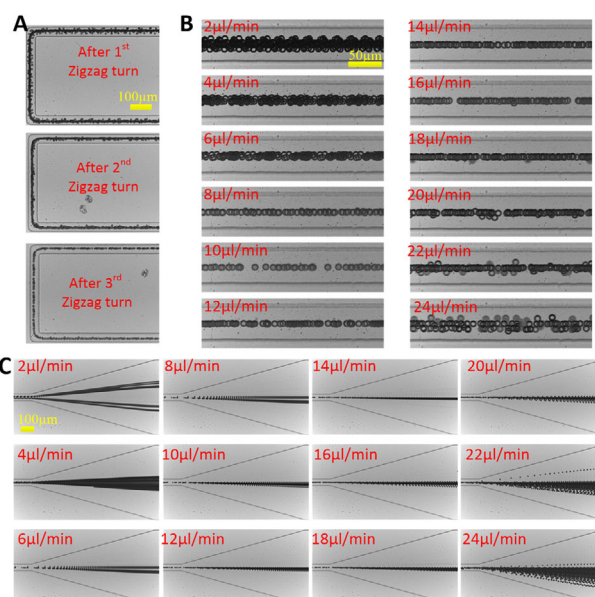 A
After 1st
Zigzag turn
100μm
After 2nd
Zigzag turn
After 3rd
Zigzag turn
B
2μl/min
50μm
4μl/min
6μl/min
8μl/min
10μl/min
12μl/min
14μl/min
16μl/min
18μl/min
20μl/min
22μl/min
24μl/min
C
2μl/min
100μm
8μl/min
14μl/min
20μl/min
4μl/min
10μl/min
16μl/min
22μl/min
6μl/min
12μl/min
18μl/min
24μl/min